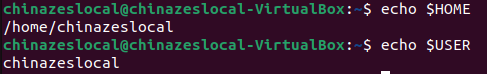 chinazeslocal@chinazeslocal-VirtualBox:~$ echo $HOME
/home/chinazeslocal
chinazeslocal@chinazeslocal-VirtualBox:~$ echo $USER
chinazeslocal